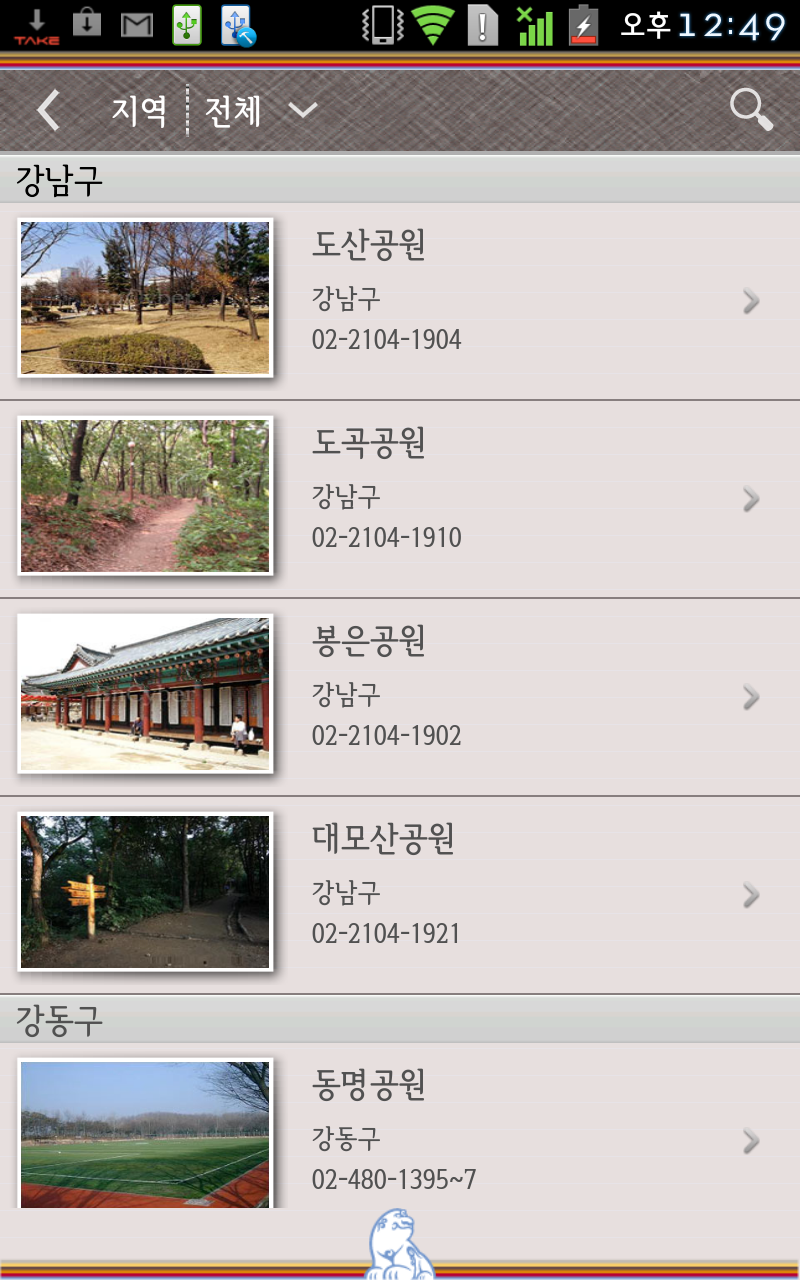 TAKE
오후 12:49
지역 전체
강남구
도산공원
강남구
02-2104-1904
도곡공원
강남구
02-2104-1910
봉은공원
강남구
02-2104-1902
대모산공원
강남구
02-2104-1921
강동구
동명공원
강동구
02-480-1395~7